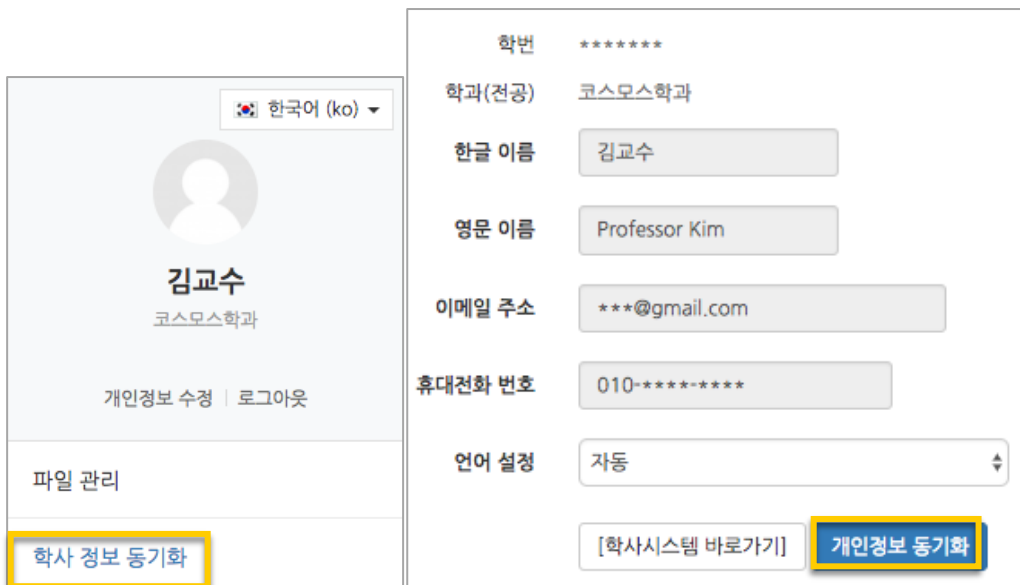 한국어 (ko)
김교수
코스모스학과
개인정보 수정 | 로그아웃
파일 관리
학사 정보 동기화
학번 *******
학과(전공) 코스모스학과
한글 이름 김교수
영문 이름 Professor Kim
이메일 주소 ***@gmail.com
휴대전화 번호 010-****-****
언어 설정 자동
[학사시스템 바로가기] 개인정보 동기화